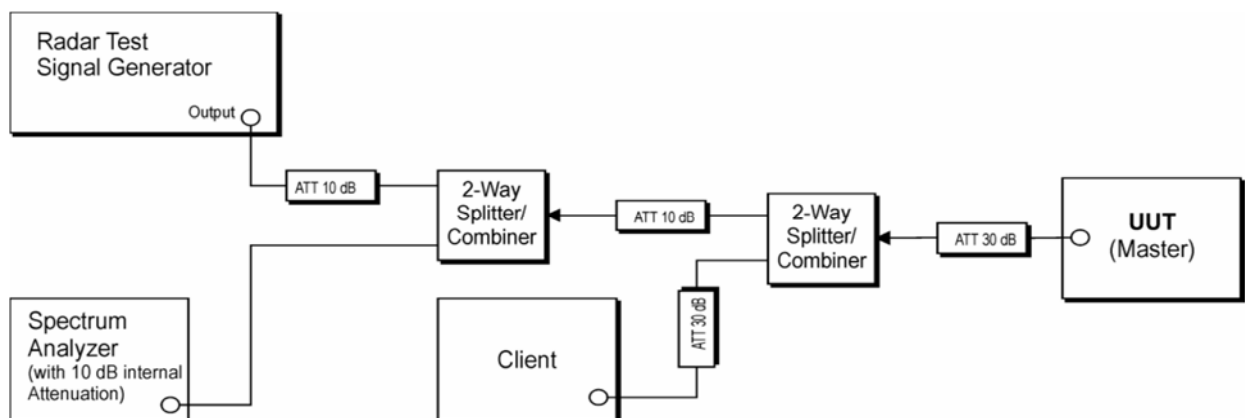 Radar Test
Signal Generator
Output
ATT 10 dB
2-Way
Splitter/
Combiner
ATT 10 dB
2-Way
Splitter/
Combiner
ATT 30 dB
UUT
(Master)
Spectrum
Analyzer
(with 10 dB internal
Attenuation)
Client
ATT 30 dB